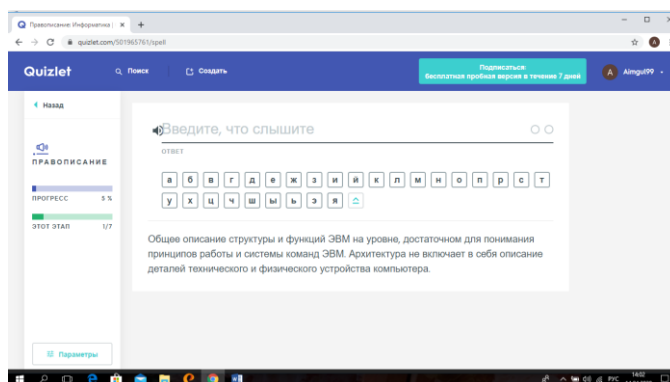 Правописание: Информатика |
quizlet.com/501965761/spell
Quizlet
Поиск
Создать
Подписаться:
бесплатная пробная версия в течение 7 дней
A
Aimgul99
Назад
ПРАВОПИСАНИЕ
ПРОГРЕСС 5 %
ЭТОТ ЭТАП 1/7
Параметры
Введите, что слышите
ОТВЕТ
а б в г д е ж з и й к л м н о п р с т
у х ц ч ш ы ь э я
Общее описание структуры и функций ЭВМ на уровне, достаточном для понимания
принципов работы и системы команд ЭВМ. Архитектура не включает в себя описание
деталей технического и физического устройства компьютера.
РУС
14:02